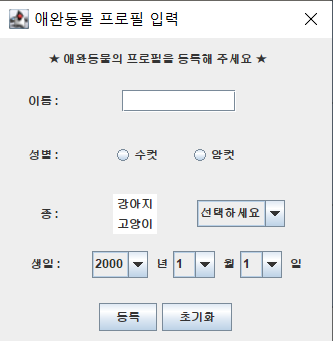 애완동물 프로필 입력
★ 애완동물의 프로필을 등록해 주세요 ★
이름 :
성별 : 수컷 암컷
종 : 강아지 고양이 선택하세요
생일 : 2000 년 1 월 1 일
등록 초기화